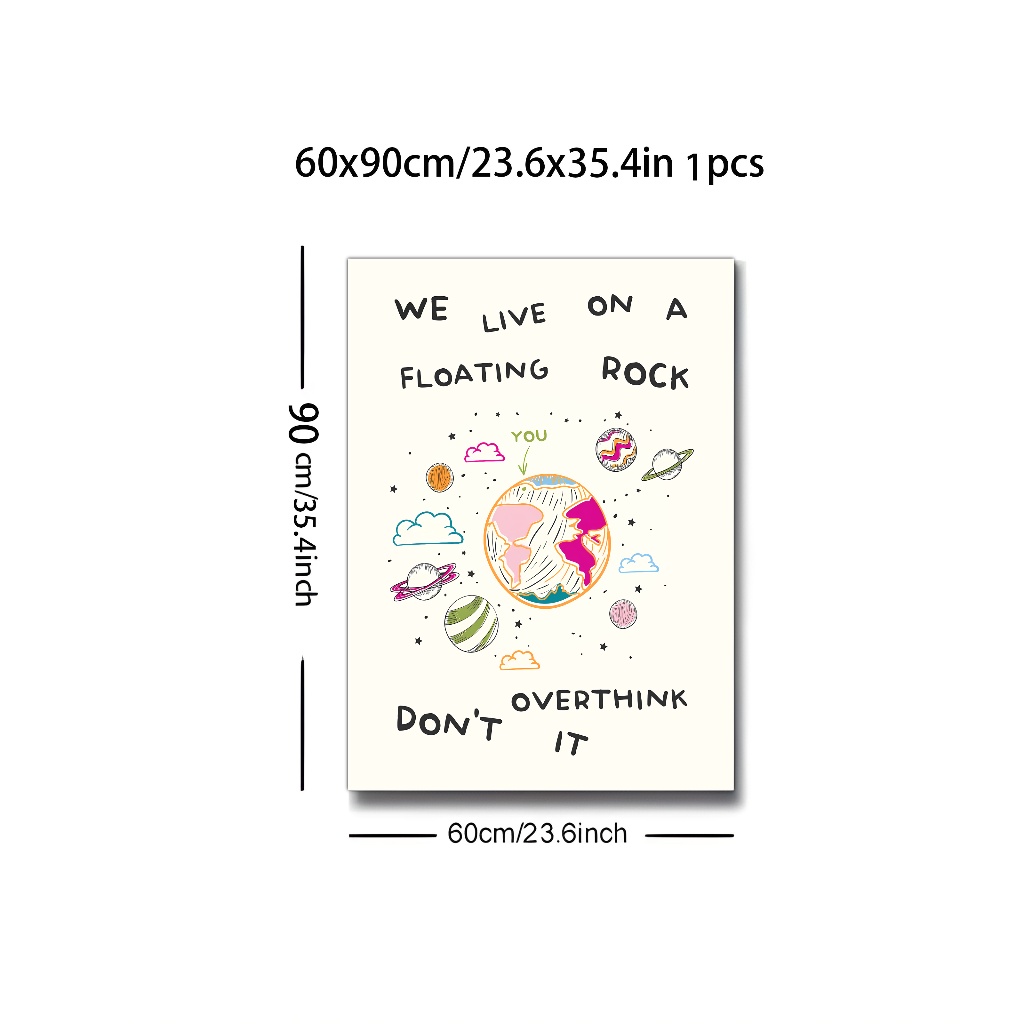 60x90cm/23.6x35.4in 1pcs
WE LIVE ON A
FLOATING ROCK
YOU
DON'T OVERTHINK
IT
90 cm/35.4inch
60cm/23.6inch